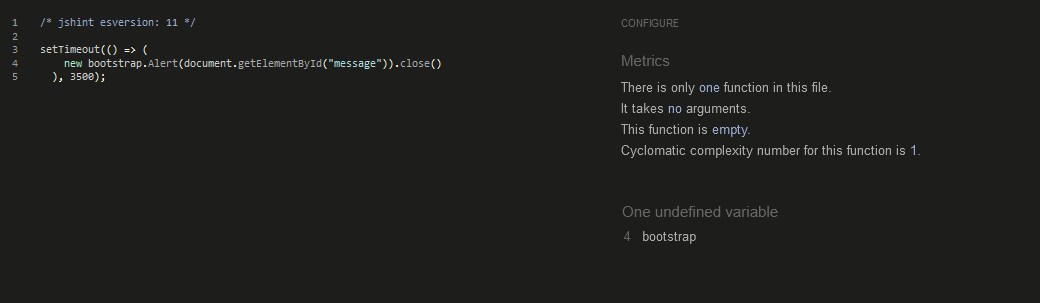 1 /* jshint esversion: 11 */
2
3 setTimeout(() => (
4 new bootstrap.Alert(document.getElementById("message")).close()
5 ), 3500);
CONFIGURE
Metrics
There is only one function in this file.
It takes no arguments.
This function is empty.
Cyclomatic complexity number for this function is 1.
One undefined variable
4 bootstrap